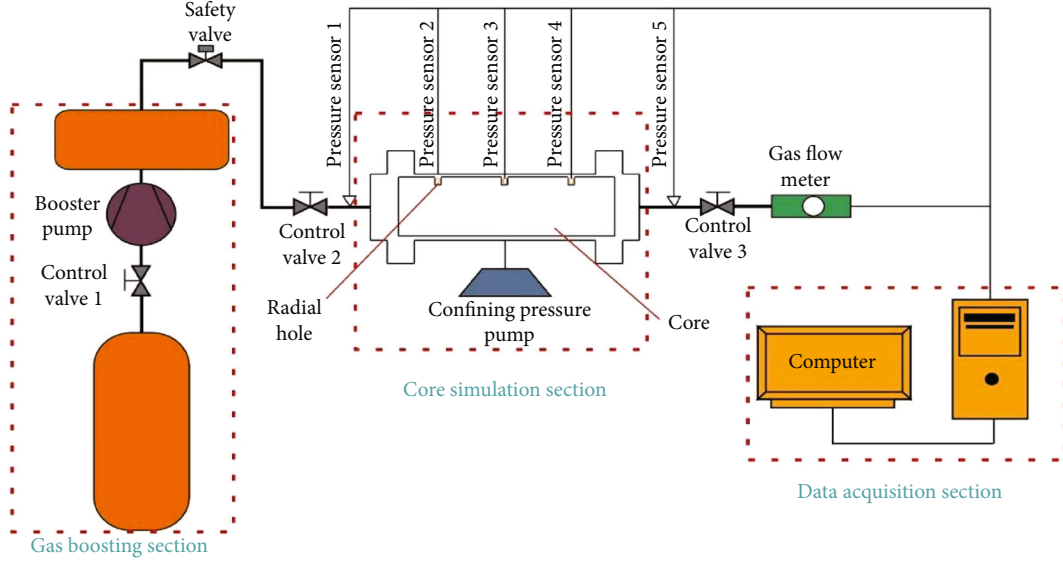 Safety
valve
Pressure sensor 1
Pressure sensor 2
Pressure sensor 3
Pressure sensor 4
Pressure sensor 5
Booster
pump
Control
valve 1
Control
valve 2
Radial
hole
Confining pressure
pump
Core
Control
valve 3
Gas flow
meter
Computer
Core simulation section
Data acquisition section
Gas boosting section